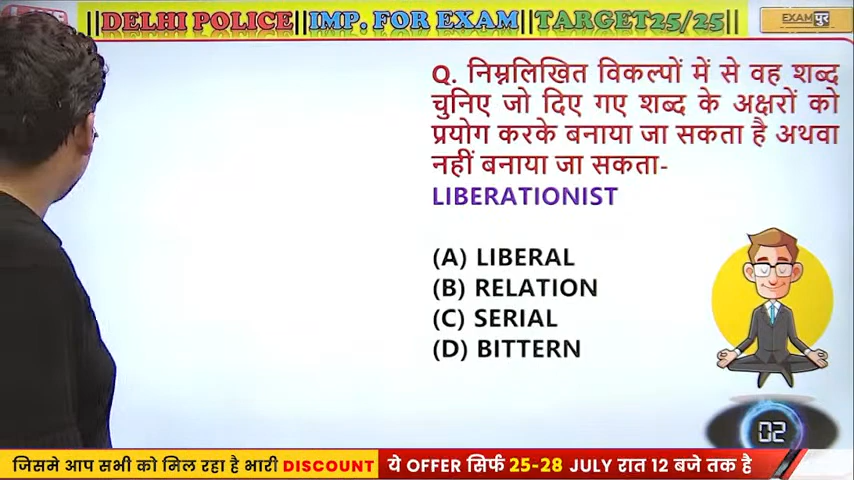 ||DELHI POLICE||IMP. FOR EXAM||TARGET25/25||
EXAM पुर
Q. निम्नलिखित विकल्पों में से वह शब्द
चुनिए जो दिए गए शब्द के अक्षरों को
प्रयोग करके बनाया जा सकता है अथवा
नहीं बनाया जा सकता-
LIBERATIONIST
(A) LIBERAL
(B) RELATION
(C) SERIAL
(D) BITTERN
02
जिसमे आप सभी को मिल रहा है भारी DISCOUNT ये OFFER सिर्फ 25-28 JULY रात 12 बजे तक है